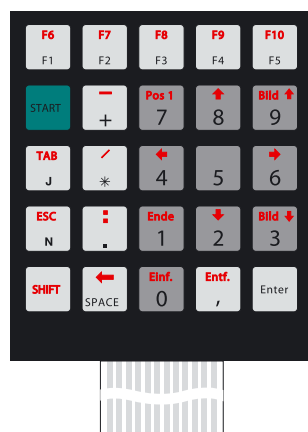 F6 F7 F8 F9 F10
F1 F2 F3 F4 F5
– Pos 1 ↑ Bild ↑
START + 7 8 9
TAB / ← →
J * 4 5 6
ESC : Ende ↓ Bild ↓
N . 1 2 3
SHIFT ← Einf. Entf. Enter
SPACE 0 ,